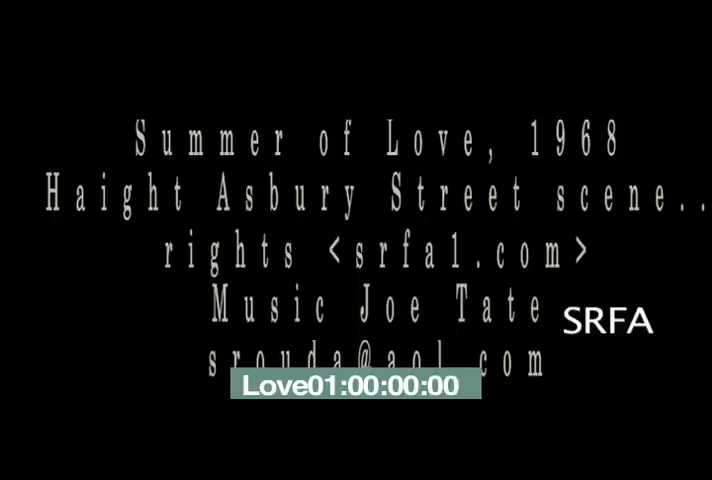 Summer of Love, 1968
Haight Asbury Street scene..
rights <srfa1.com>
Music Joe Tate
SRFA
srouda@aol.com
Love01:00:00:00